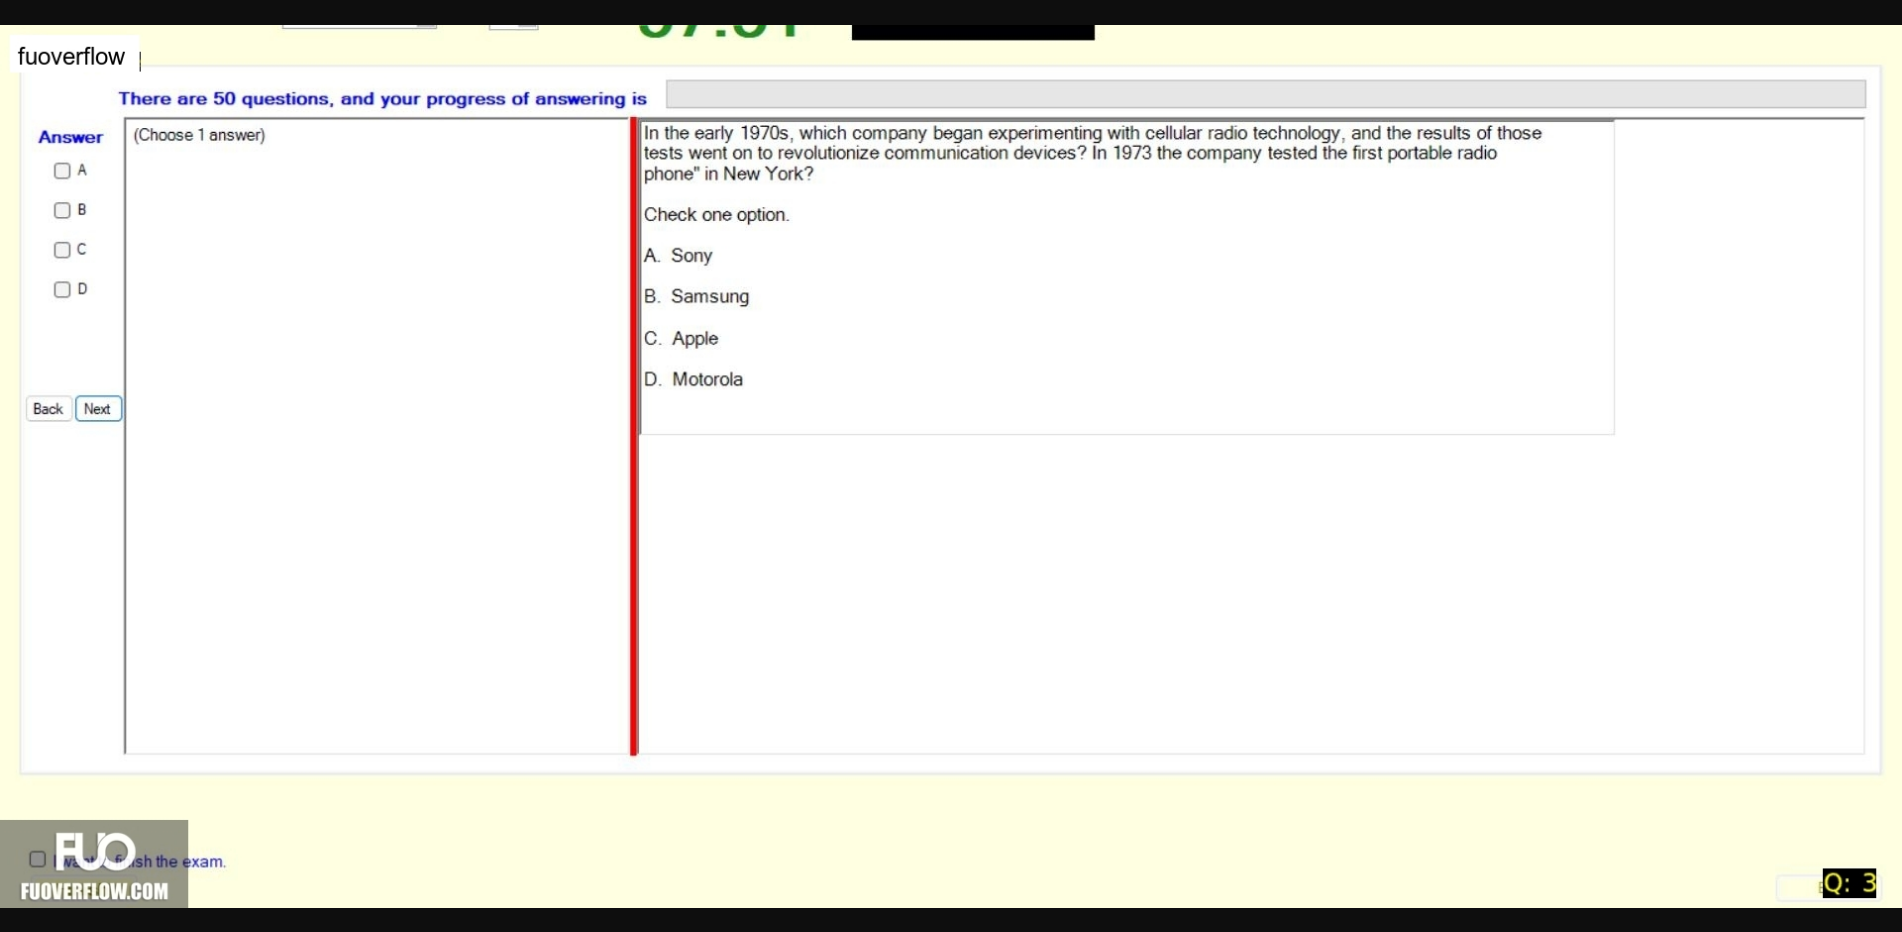 fuoverflow
There are 50 questions, and your progress of answering is
Answer
(Choose 1 answer)
A
B
C
D
Back
Next
In the early 1970s, which company began experimenting with cellular radio technology, and the results of those
tests went on to revolutionize communication devices? In 1973 the company tested the first portable radio
phone" in New York?
Check one option.
A. Sony
B. Samsung
C. Apple
D. Motorola
FUO
I want to finish the exam.
FUOVERFLOW.COM
Q: 3